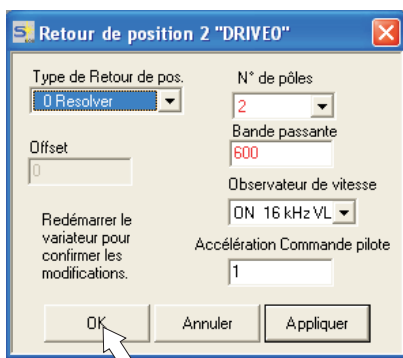 Retour de position 2 "DRIVE0"
Type de Retour de pos.
0 Resolver
N° de pôles
2
Bande passante
600
Offset
0
Observateur de vitesse
ON 16 kHz VL
Redémarrer le
variateur pour
confirmer les
modifications.
Accélération Commande pilote
1
OK
Annuler
Appliquer